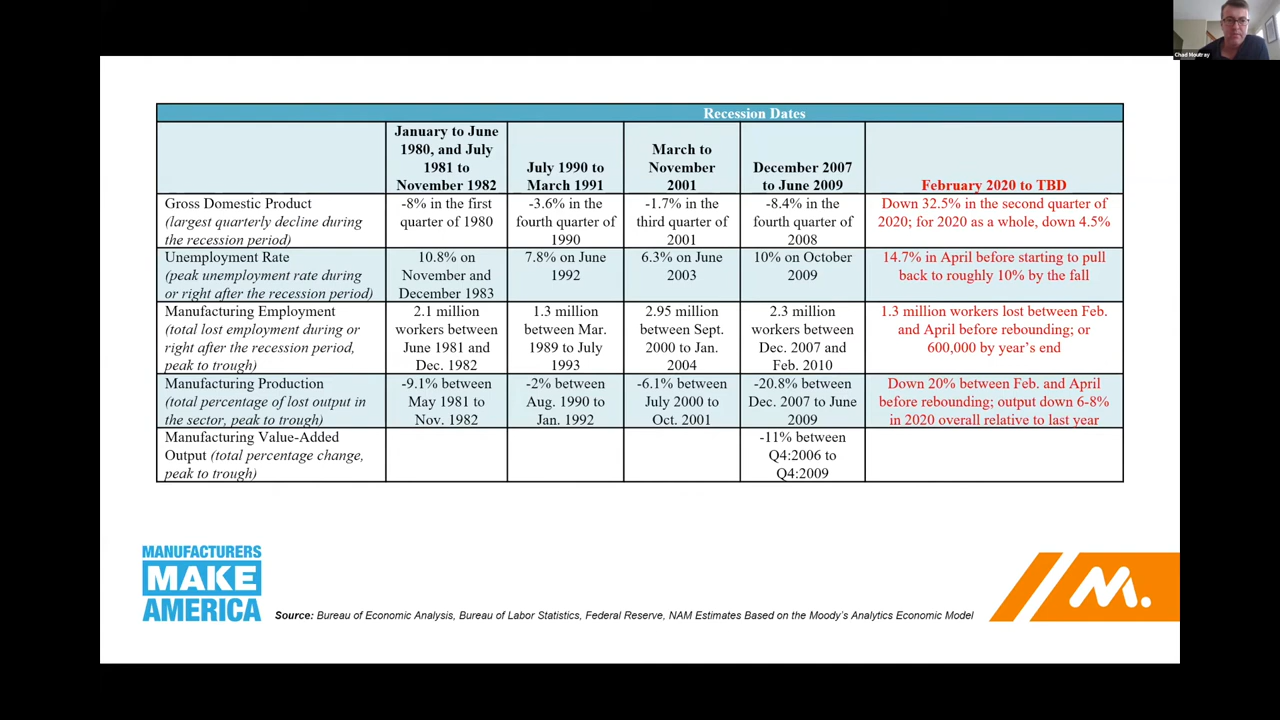 Chad Moutray
Recession Dates
January to June
1980, and July
1981 to
November 1982
July 1990 to
March 1991
March to
November
2001
December 2007
to June 2009
February 2020 to TBD
Gross Domestic Product
(largest quarterly decline during
the recession period)
-8% in the first
quarter of 1980
-3.6% in the
fourth quarter of
1990
-1.7% in the
third quarter of
2001
-8.4% in the
fourth quarter of
2008
Down 32.5% in the second quarter of
2020; for 2020 as a whole, down 4.5%
Unemployment Rate
(peak unemployment rate during
or right after the recession period)
10.8% on
November and
December 1983
7.8% on June
1992
6.3% on June
2003
10% on October
2009
14.7% in April before starting to pull
back to roughly 10% by the fall
Manufacturing Employment
(total lost employment during or
right after the recession period,
peak to trough)
2.1 million
workers between
June 1981 and
Dec. 1982
1.3 million
between Mar.
1989 to July
1993
2.95 million
between Sept.
2000 to Jan.
2004
2.3 million
workers between
Dec. 2007 and
Feb. 2010
1.3 million workers lost between Feb.
and April before rebounding; or
600,000 by year's end
Manufacturing Production
(total percentage of lost output in
the sector, peak to trough)
-9.1% between
May 1981 to
Nov. 1982
-2% between
Aug. 1990 to
Jan. 1992
-6.1% between
July 2000 to
Oct. 2001
-20.8% between
Dec. 2007 to June
2009
Down 20% between Feb. and April
before rebounding; output down 6-8%
in 2020 overall relative to last year
Manufacturing Value-Added
Output (total percentage change,
peak to trough)
-11% between
Q4:2006 to
Q4:2009
MANUFACTURERS
MAKE
AMERICA
Source: Bureau of Economic Analysis, Bureau of Labor Statistics, Federal Reserve, NAM Estimates Based on the Moody's Analytics Economic Model
M.